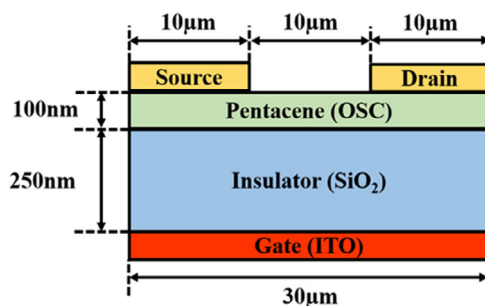 10μm 10μm 10μm
Source Drain
100nm Pentacene (OSC)
250nm Insulator (SiO₂)
Gate (ITO)
30μm